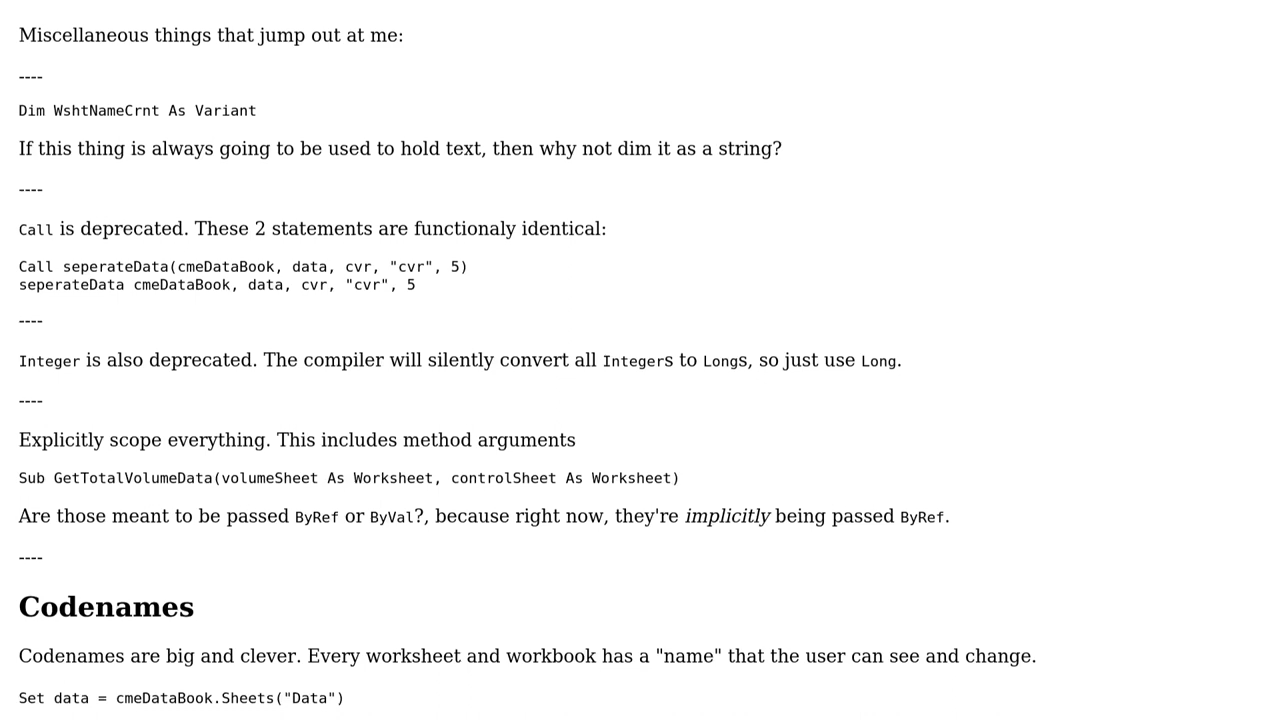 Miscellaneous things that jump out at me:
----
Dim WshtNameCrnt As Variant
If this thing is always going to be used to hold text, then why not dim it as a string?
----
Call is deprecated. These 2 statements are functionaly identical:
Call seperateData(cmeDataBook, data, cvr, "cvr", 5)
seperateData cmeDataBook, data, cvr, "cvr", 5
----
Integer is also deprecated. The compiler will silently convert all Integers to Longs, so just use Long.
----
Explicitly scope everything. This includes method arguments
Sub GetTotalVolumeData(volumeSheet As Worksheet, controlSheet As Worksheet)
Are those meant to be passed ByRef or ByVal?, because right now, they're implicitly being passed ByRef.
----
Codenames
Codenames are big and clever. Every worksheet and workbook has a "name" that the user can see and change.
Set data = cmeDataBook.Sheets("Data")